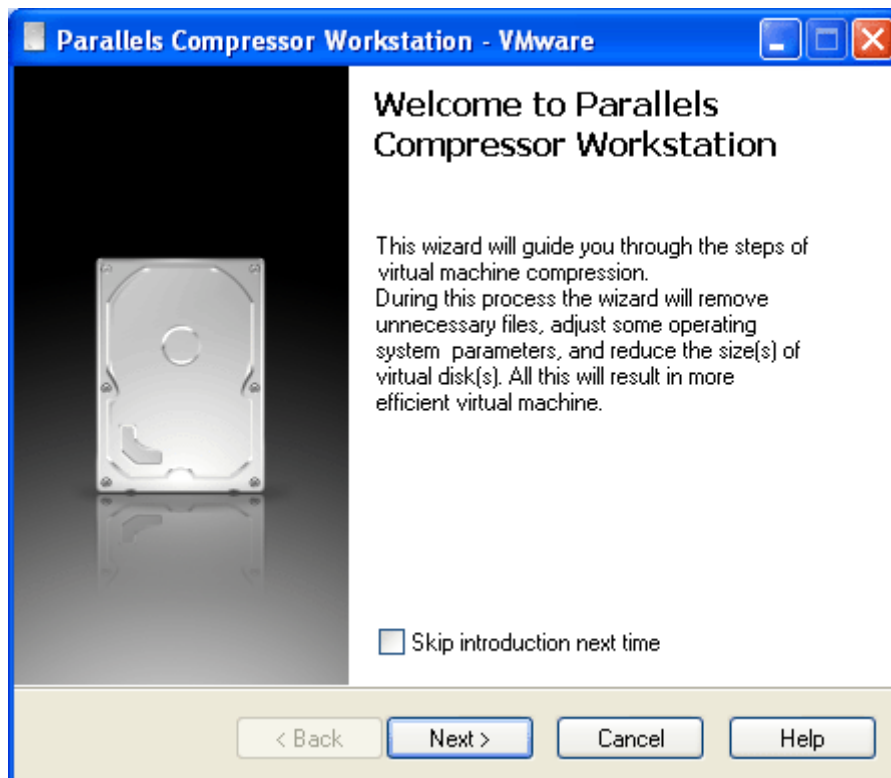 Parallels Compressor Workstation - VMware
Welcome to Parallels
Compressor Workstation
This wizard will guide you through the steps of
virtual machine compression.
During this process the wizard will remove
unnecessary files, adjust some operating
system  parameters, and reduce the size(s) of
virtual disk(s). All this will result in more
efficient virtual machine.
Skip introduction next time
< Back
Next >
Cancel
Help